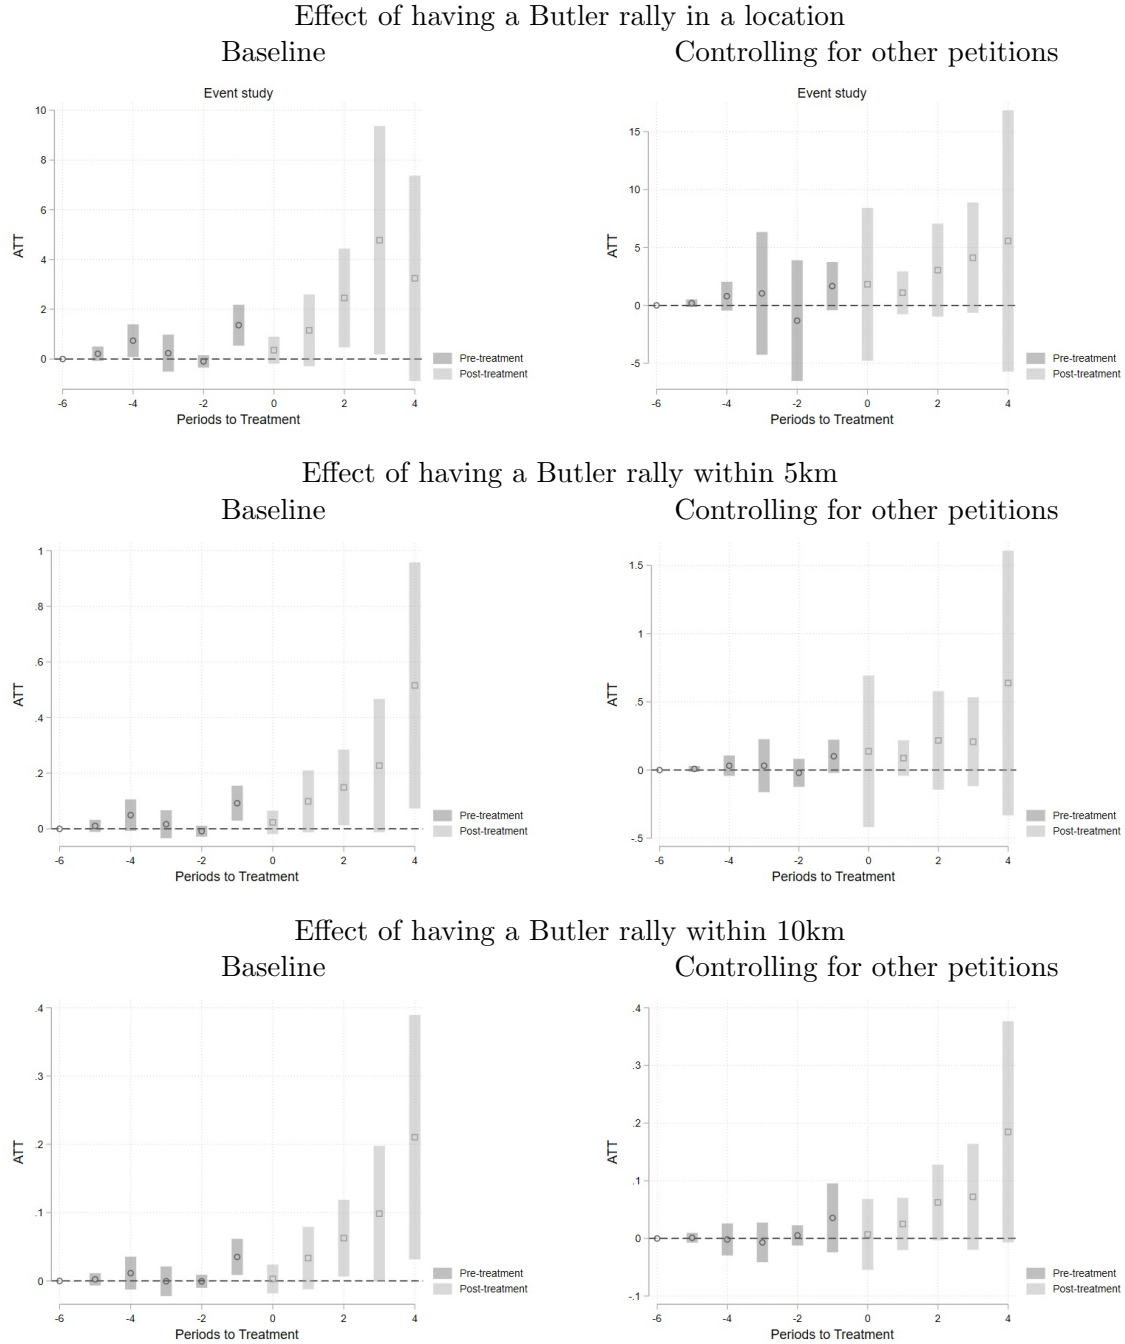 Effect of having a Butler rally in a location
Baseline
Controlling for other petitions
Event study
10
8
6
4
2
0
ATT
-6
-4
-2
0
2
4
Periods to Treatment
Pre-treatment
Post-treatment
Event study
15
10
5
0
-5
ATT
-6
-4
-2
0
2
4
Periods to Treatment
Pre-treatment
Post-treatment
Effect of having a Butler rally within 5km
Baseline
Controlling for other petitions
1
.8
.6
.4
.2
0
ATT
-6
-4
-2
0
2
4
Periods to Treatment
Pre-treatment
Post-treatment
1.5
1
.5
0
-.5
ATT
-6
-4
-2
0
2
4
Periods to Treatment
Pre-treatment
Post-treatment
Effect of having a Butler rally within 10km
Baseline
Controlling for other petitions
.4
.3
.2
.1
0
ATT
-6
-4
-2
0
2
4
Periods to Treatment
Pre-treatment
Post-treatment
.4
.3
.2
.1
0
-.1
ATT
-6
-4
-2
0
2
4
Periods to Treatment
Pre-treatment
Post-treatment